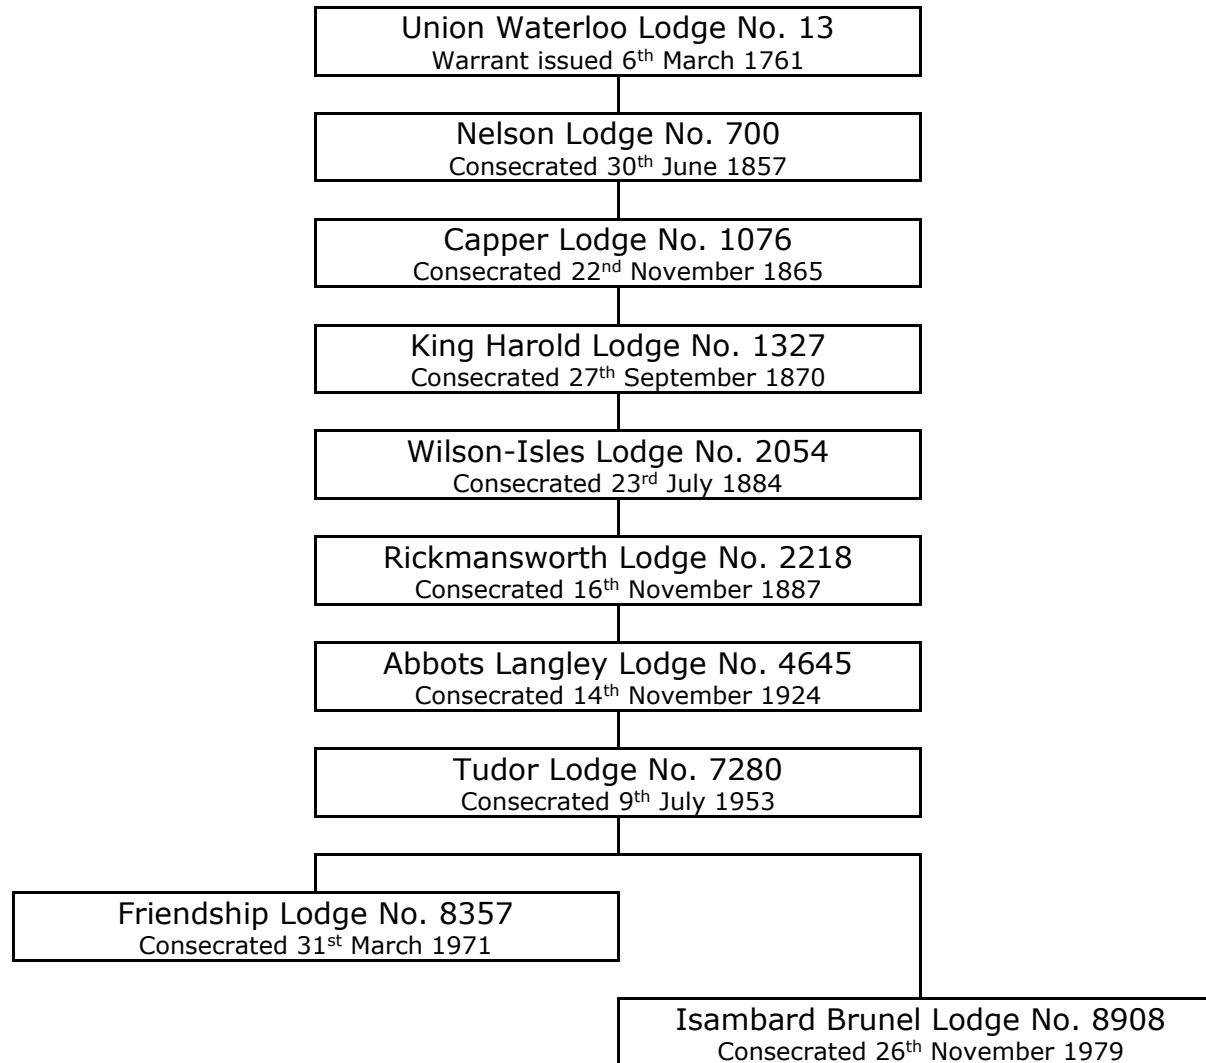 Union Waterloo Lodge No. 13
Warrant issued 6th March 1761
Nelson Lodge No. 700
Consecrated 30th June 1857
Capper Lodge No. 1076
Consecrated 22nd November 1865
King Harold Lodge No. 1327
Consecrated 27th September 1870
Wilson-Isles Lodge No. 2054
Consecrated 23rd July 1884
Rickmansworth Lodge No. 2218
Consecrated 16th November 1887
Abbots Langley Lodge No. 4645
Consecrated 14th November 1924
Tudor Lodge No. 7280
Consecrated 9th July 1953
Friendship Lodge No. 8357
Consecrated 31st March 1971
Isambard Brunel Lodge No. 8908
Consecrated 26th November 1979